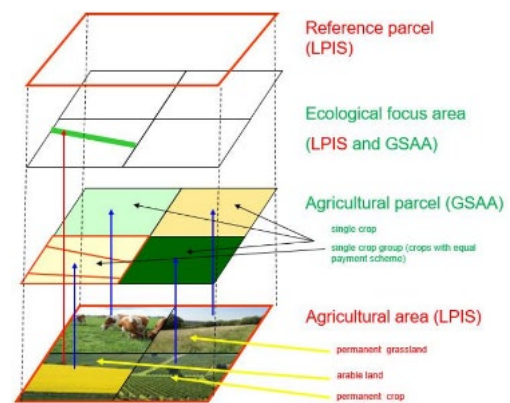 Reference parcel
(LPIS)
Ecological focus area
(LPIS and GSAA)
Agricultural parcel (GSAA)
single crop
single crop group (crops with equal
payment scheme)
Agricultural area (LPIS)
permanent grassland
arable land
permanent crop